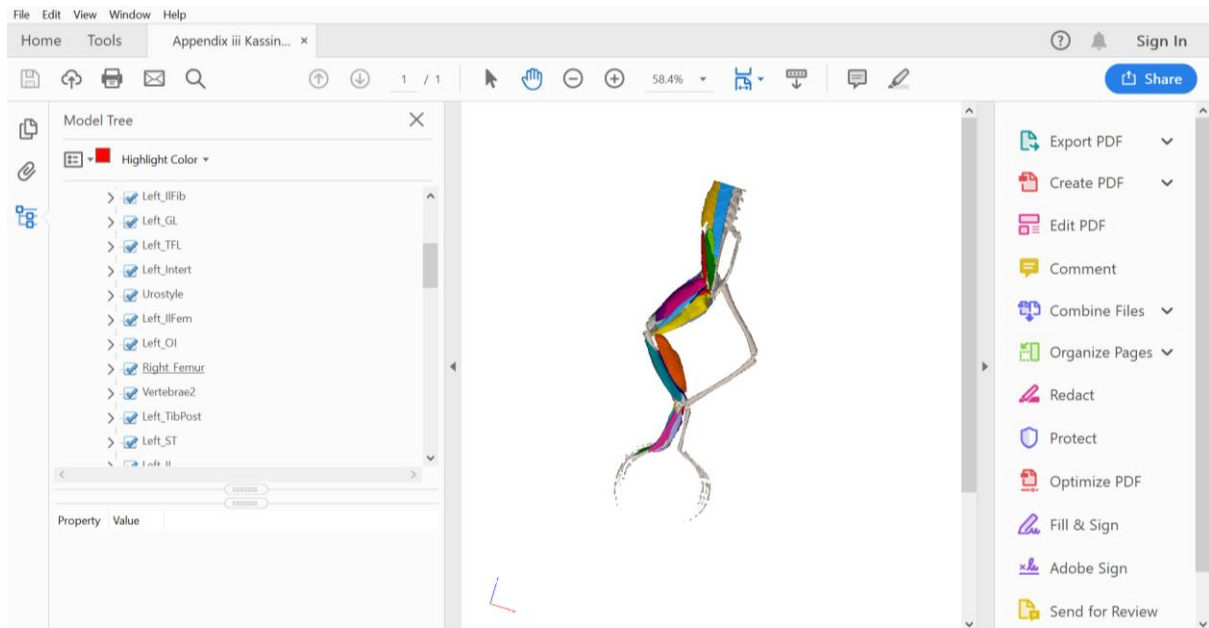 File Edit View Window Help
Home Tools Appendix iii Kassin... × Sign In
1 / 1 58.4% Share
Model Tree
Highlight Color
Left_IlFib
Left_GL
Left_TFL
Left_Intert
Urostyle
Left_IlFem
Left_OI
Right_Femur
Vertebrae2
Left_TibPost
Left_ST
Property Value
Export PDF
Create PDF
Edit PDF
Comment
Combine Files
Organize Pages
Redact
Protect
Optimize PDF
Fill & Sign
Adobe Sign
Send for Review